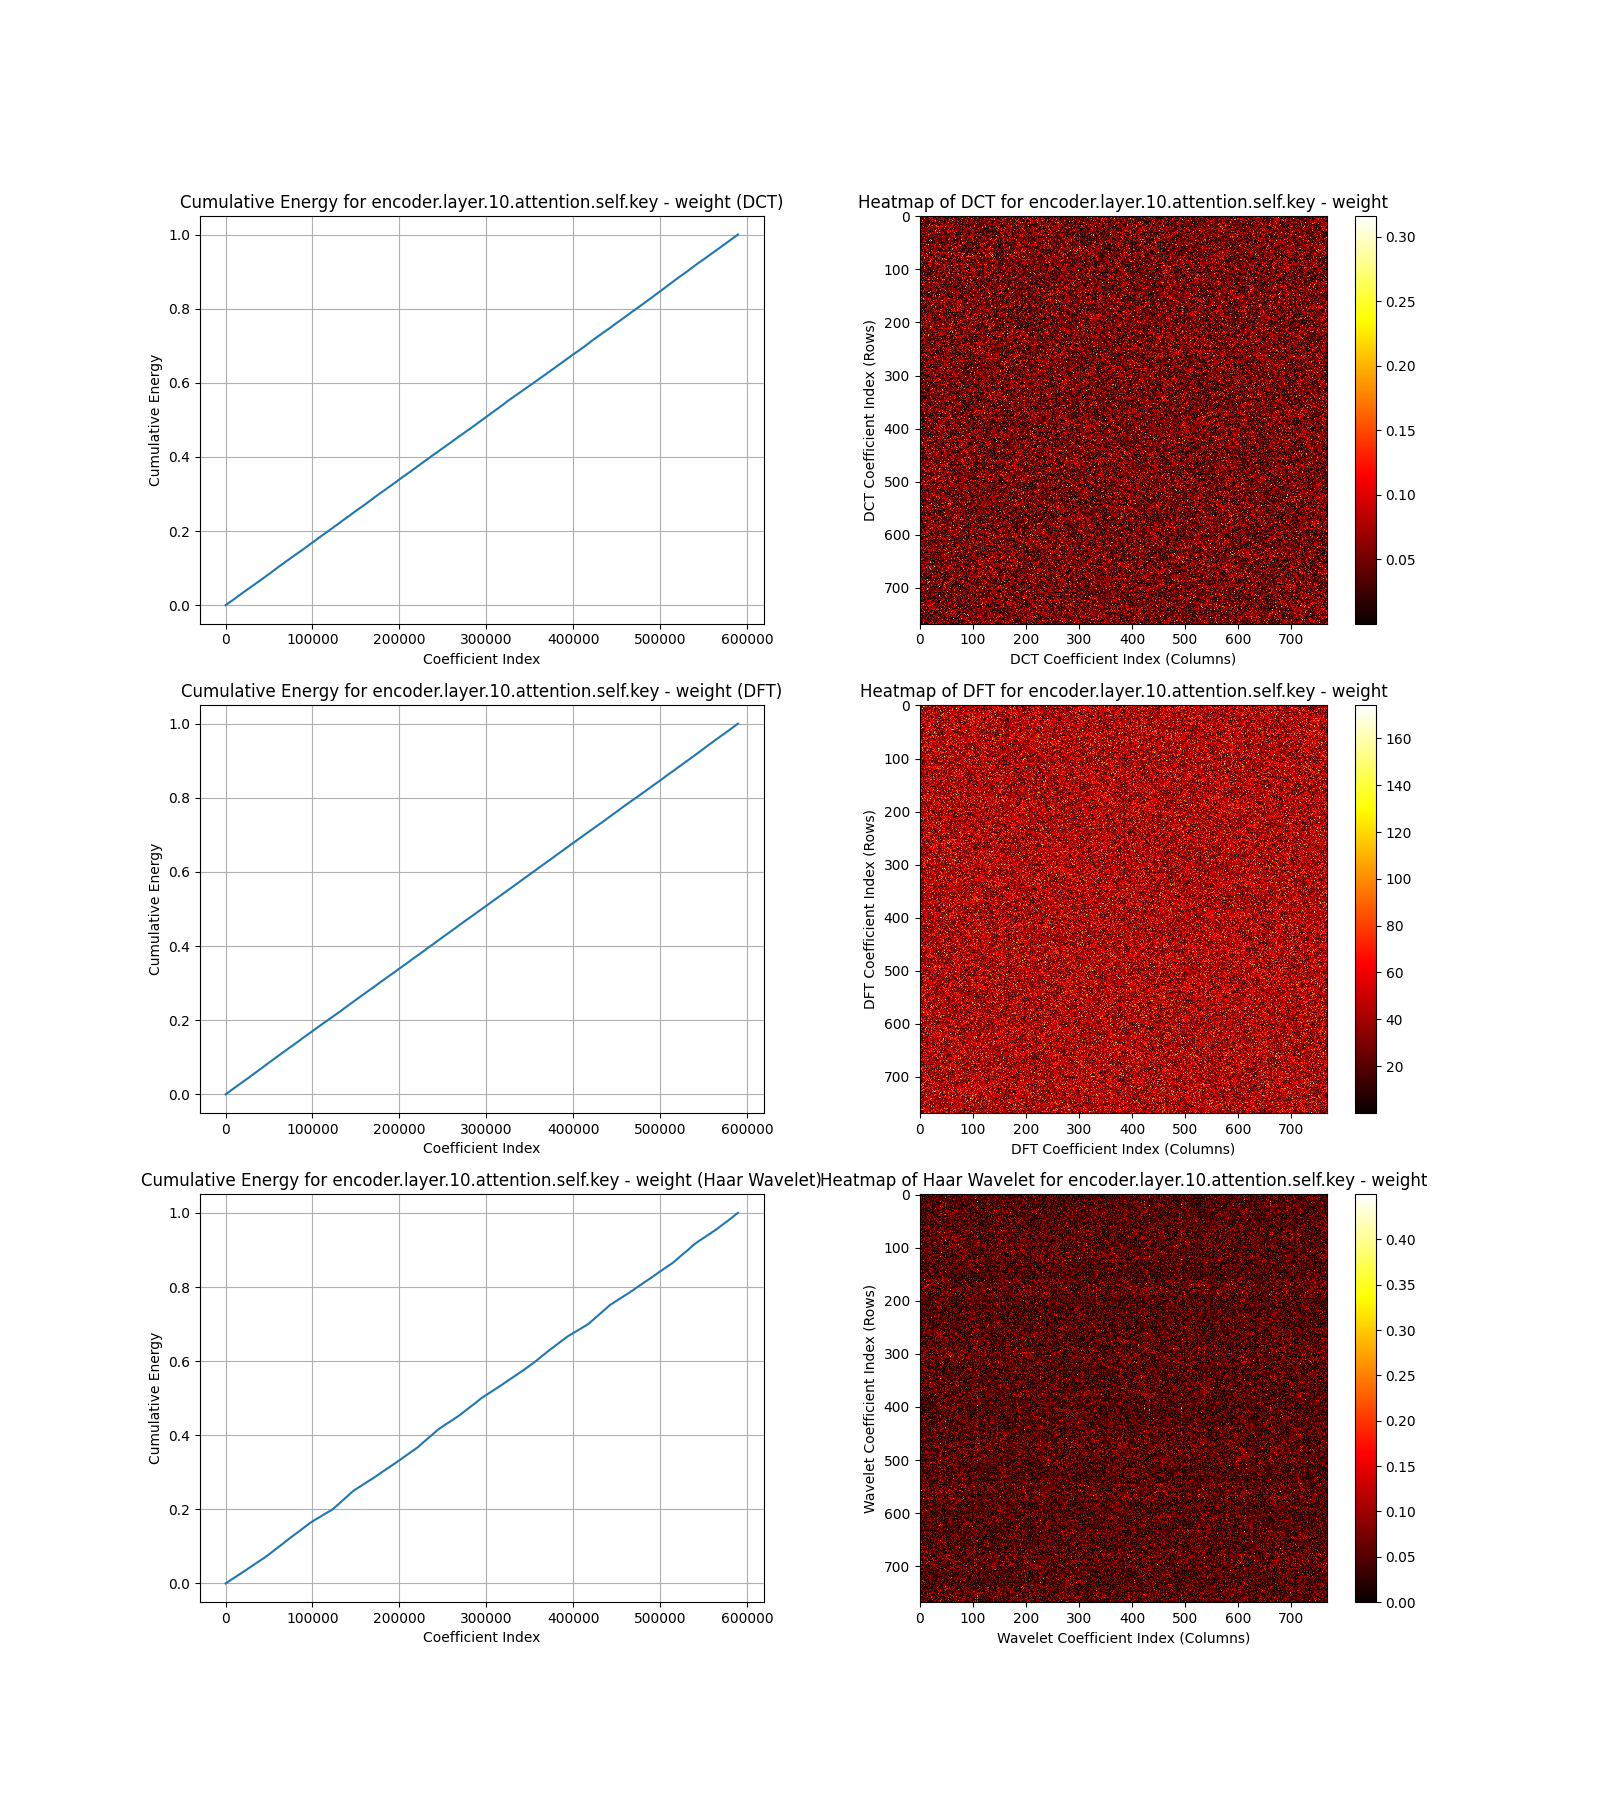 Cumulative Energy for encoder.layer.10.attention.self.key - weight (DCT)
1.0
0.8
0.6
0.4
0.2
0.0
Cumulative Energy
0 100000 200000 300000 400000 500000 600000
Coefficient Index
Heatmap of DCT for encoder.layer.10.attention.self.key - weight
0
100
200
300
400
500
600
700
DCT Coefficient Index (Rows)
0 100 200 300 400 500 600 700
DCT Coefficient Index (Columns)
0.30
0.25
0.20
0.15
0.10
0.05
Cumulative Energy for encoder.layer.10.attention.self.key - weight (DFT)
1.0
0.8
0.6
0.4
0.2
0.0
Cumulative Energy
0 100000 200000 300000 400000 500000 600000
Coefficient Index
Heatmap of DFT for encoder.layer.10.attention.self.key - weight
0
100
200
300
400
500
600
700
DFT Coefficient Index (Rows)
0 100 200 300 400 500 600 700
DFT Coefficient Index (Columns)
160
140
120
100
80
60
40
20
Cumulative Energy for encoder.layer.10.attention.self.key - weight (Haar Wavelet)
1.0
0.8
0.6
0.4
0.2
0.0
Cumulative Energy
0 100000 200000 300000 400000 500000 600000
Coefficient Index
Heatmap of Haar Wavelet for encoder.layer.10.attention.self.key - weight
0
100
200
300
400
500
600
700
Wavelet Coefficient Index (Rows)
0 100 200 300 400 500 600 700
Wavelet Coefficient Index (Columns)
0.40
0.35
0.30
0.25
0.20
0.15
0.10
0.05
0.00